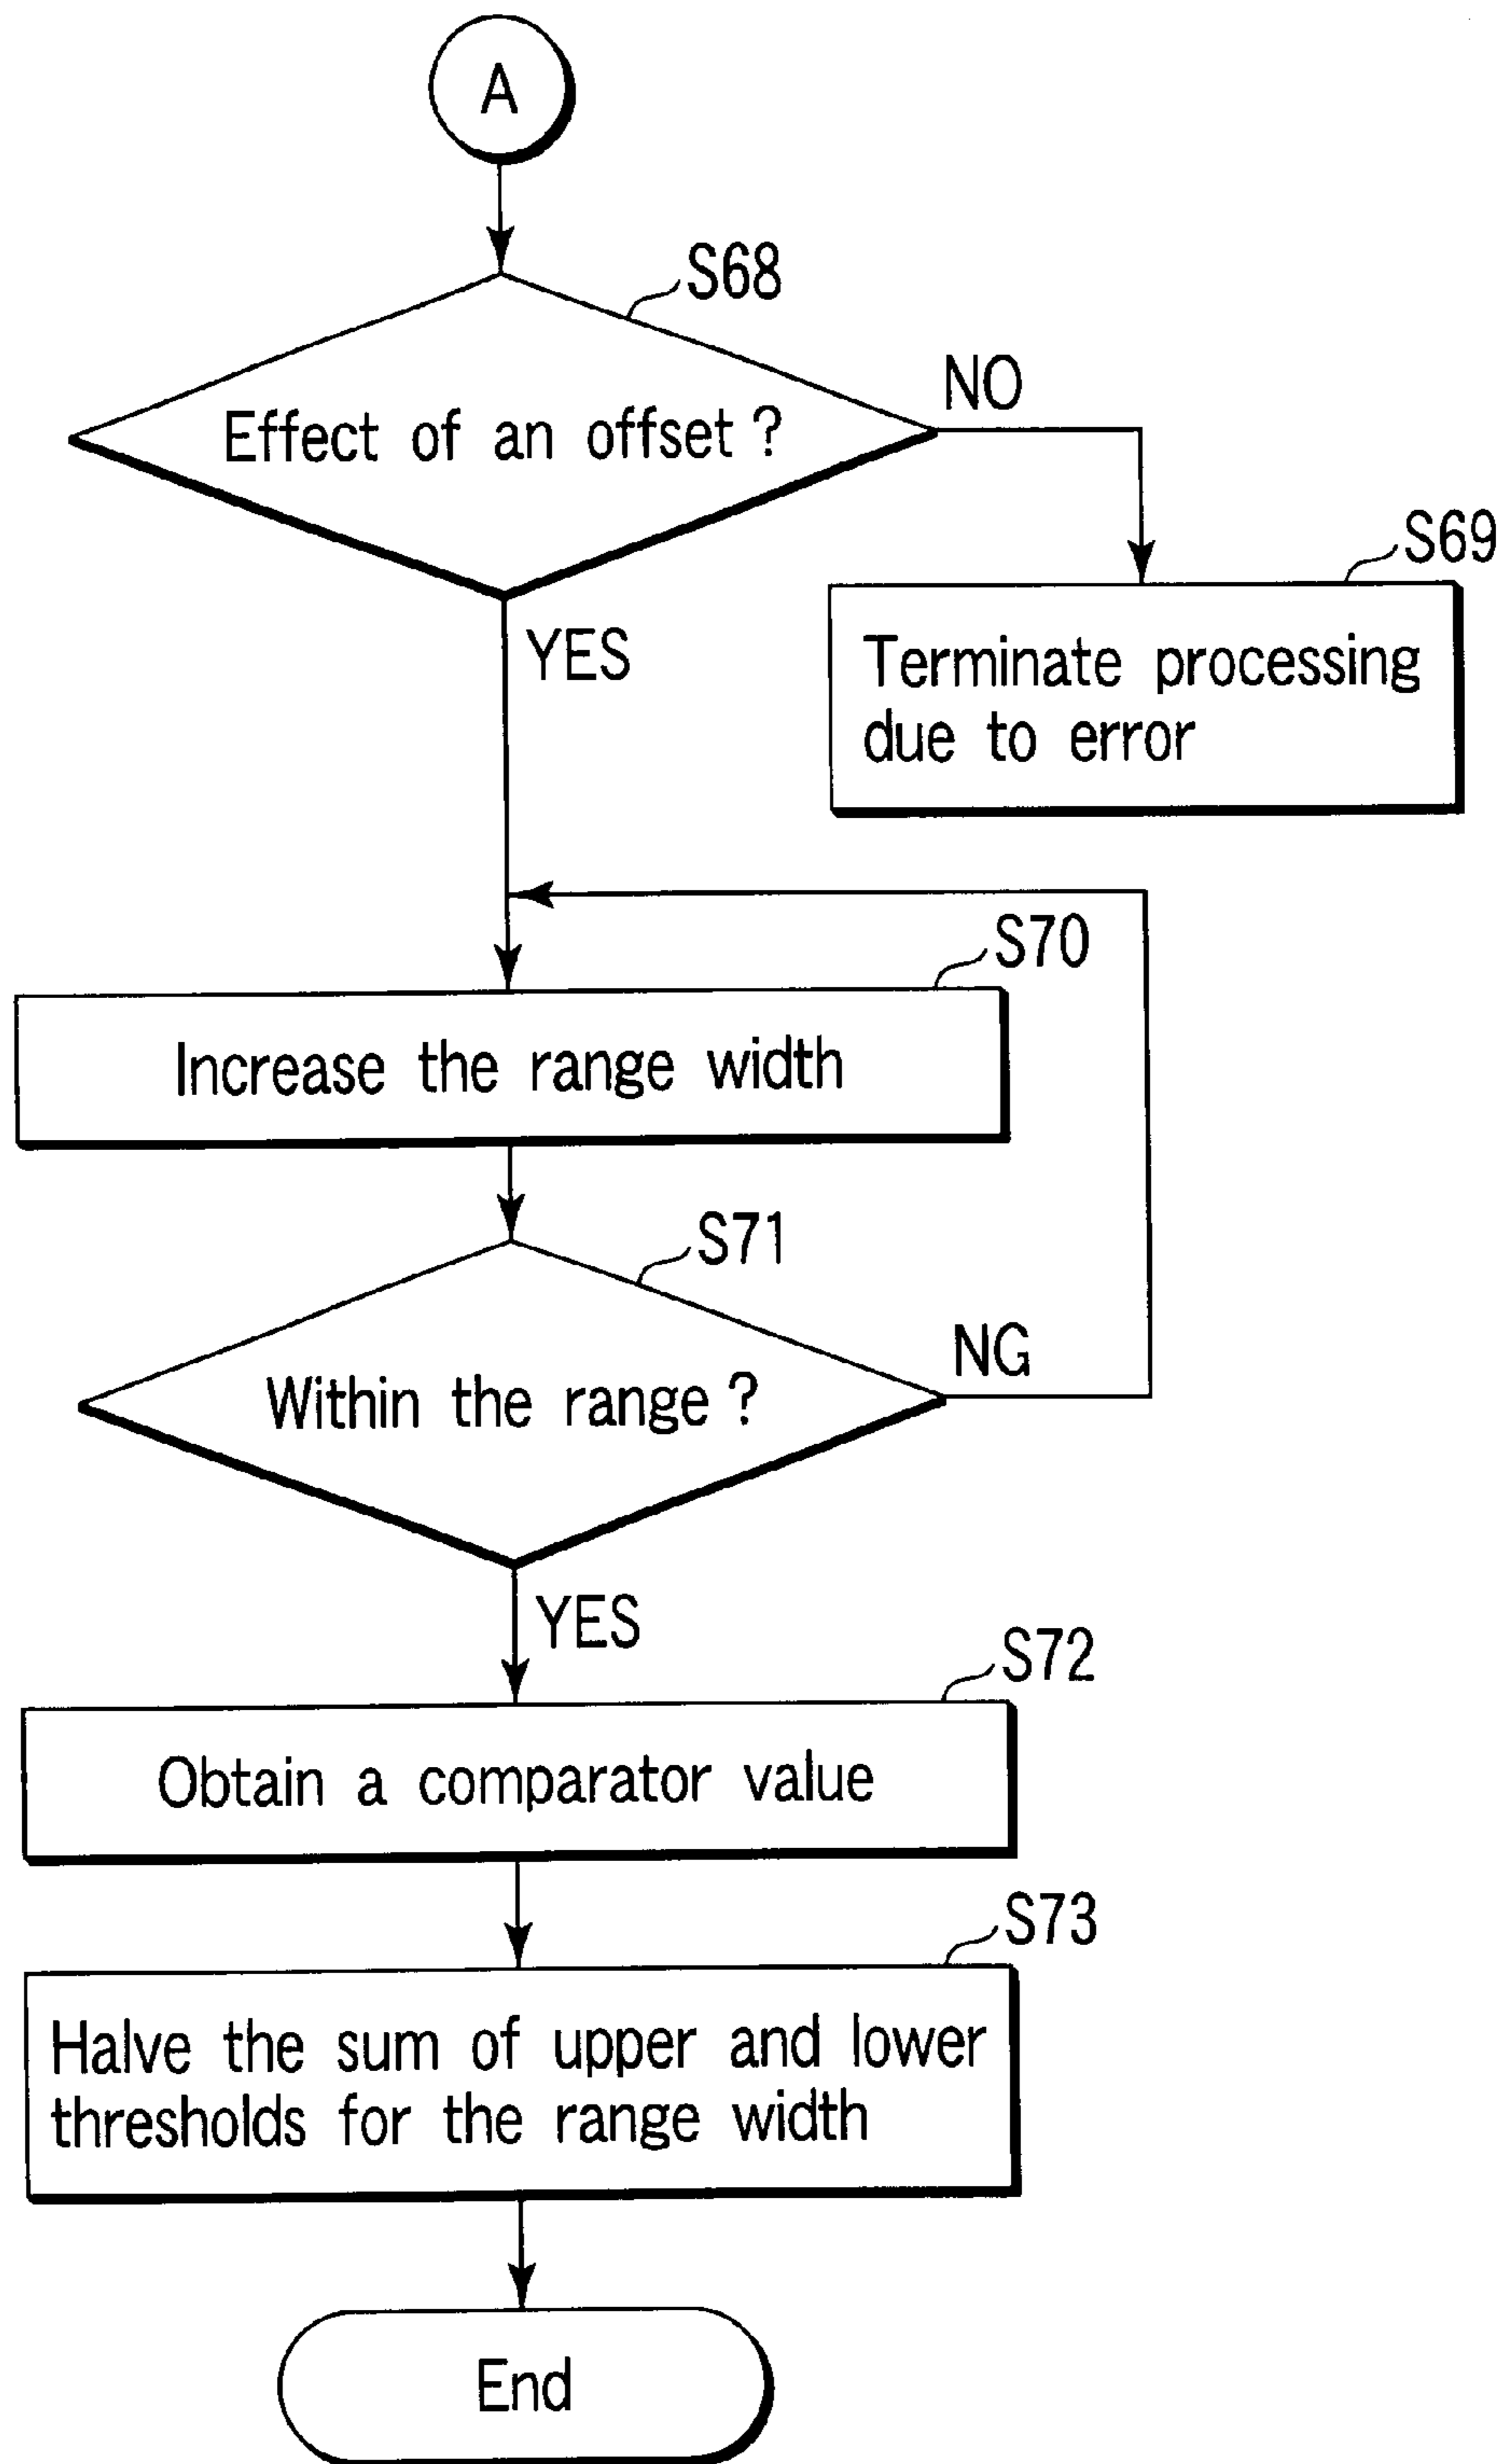 A
S68
Effect of an offset ?
NO
S69
YES
Terminate processing
due to error
S70
Increase the range width
S71
Within the range ?
NG
YES
S72
Obtain a comparator value
S73
Halve the sum of upper and lower
thresholds for the range width
End